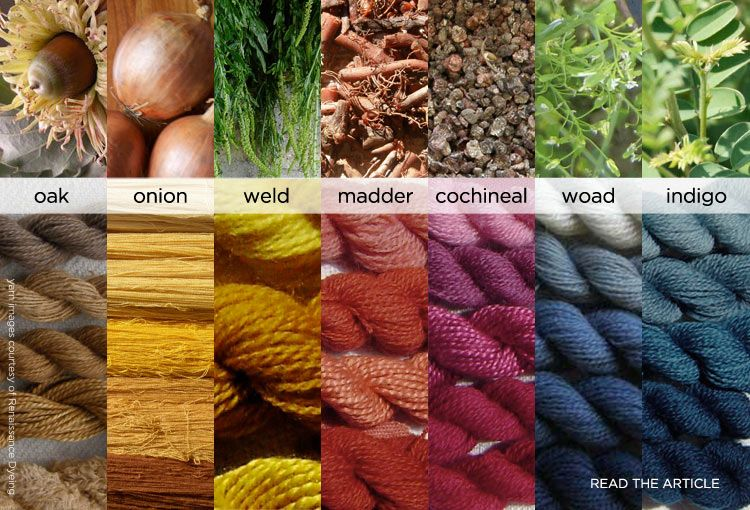 oak
onion
weld
madder
cochineal
woad
indigo
yarn images courtesy of Renaissance Dyeing
READ THE ARTICLE